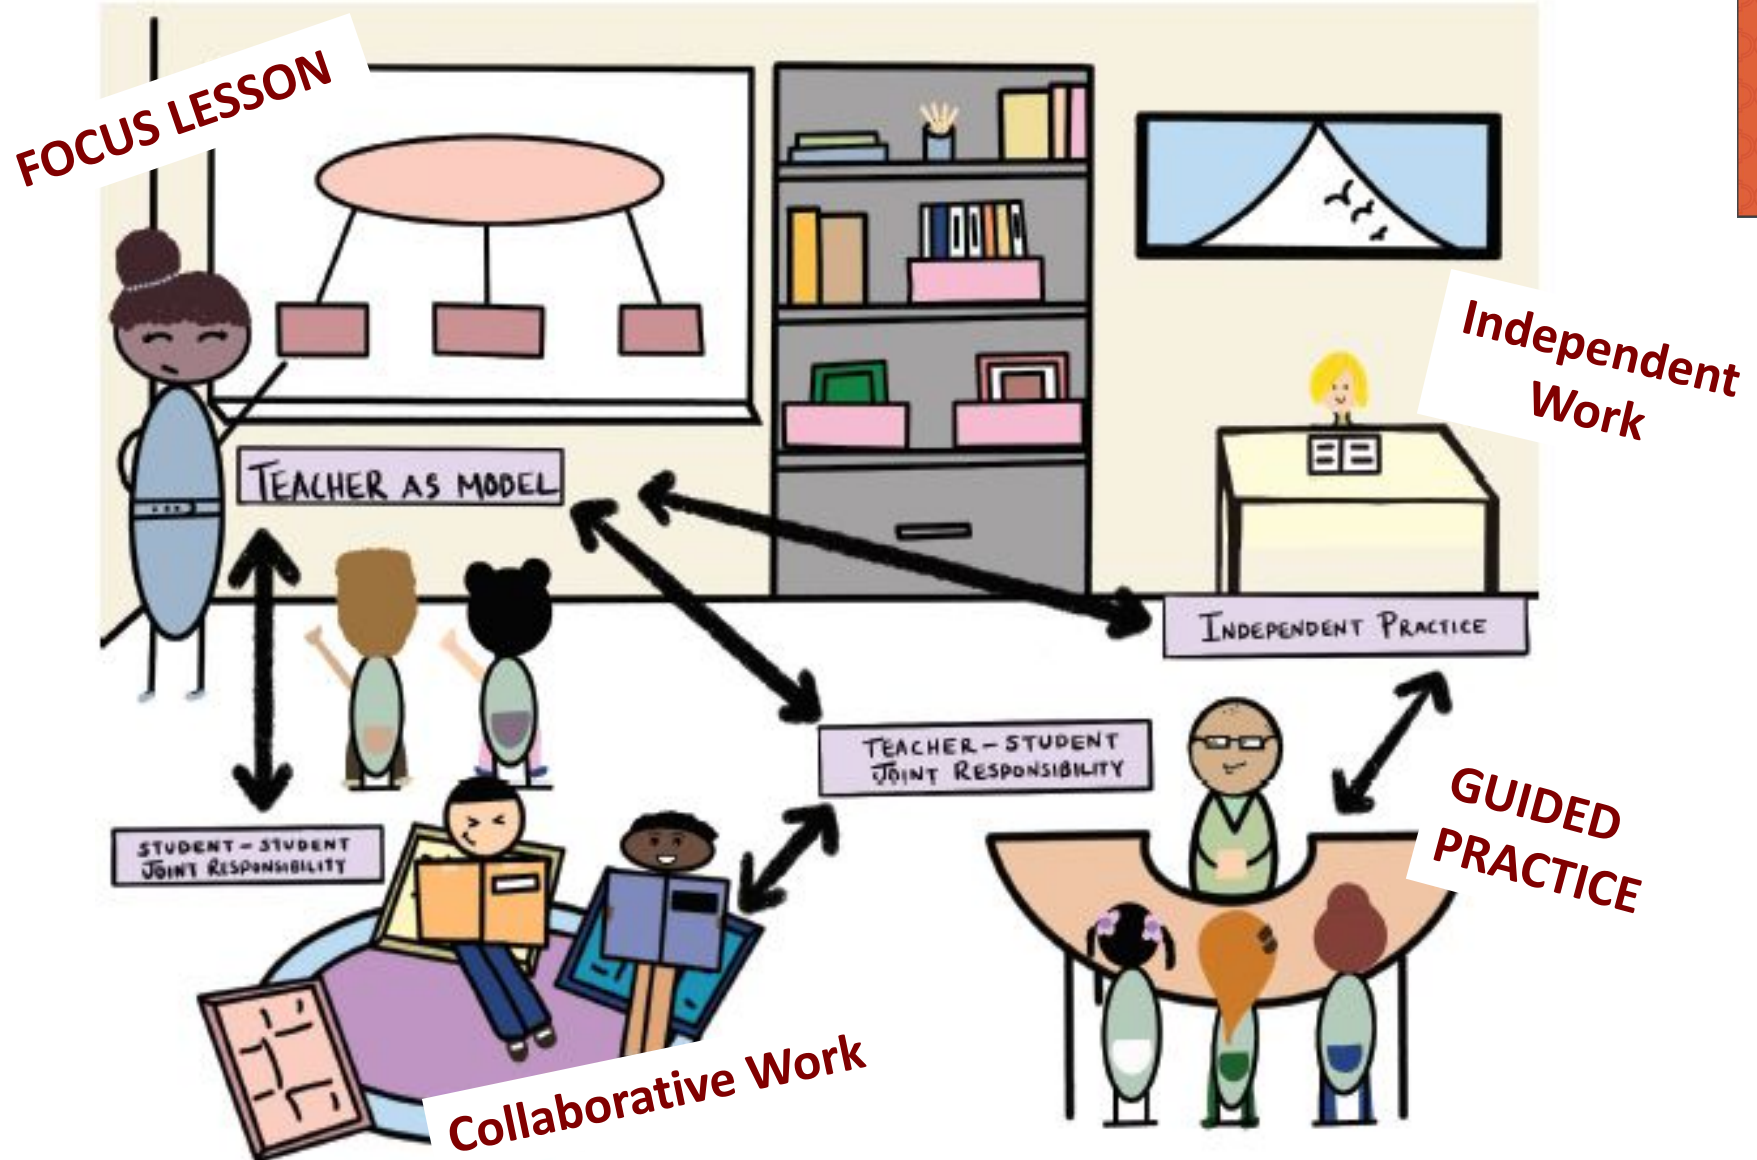 FOCUS LESSON
Independent
Work
TEACHER AS MODEL
INDEPENDENT PRACTICE
TEACHER-STUDENT
JOINT RESPONSIBILITY
GUIDED
PRACTICE
STUDENT-STUDENT
JOINT RESPONSIBILITY
Collaborative Work